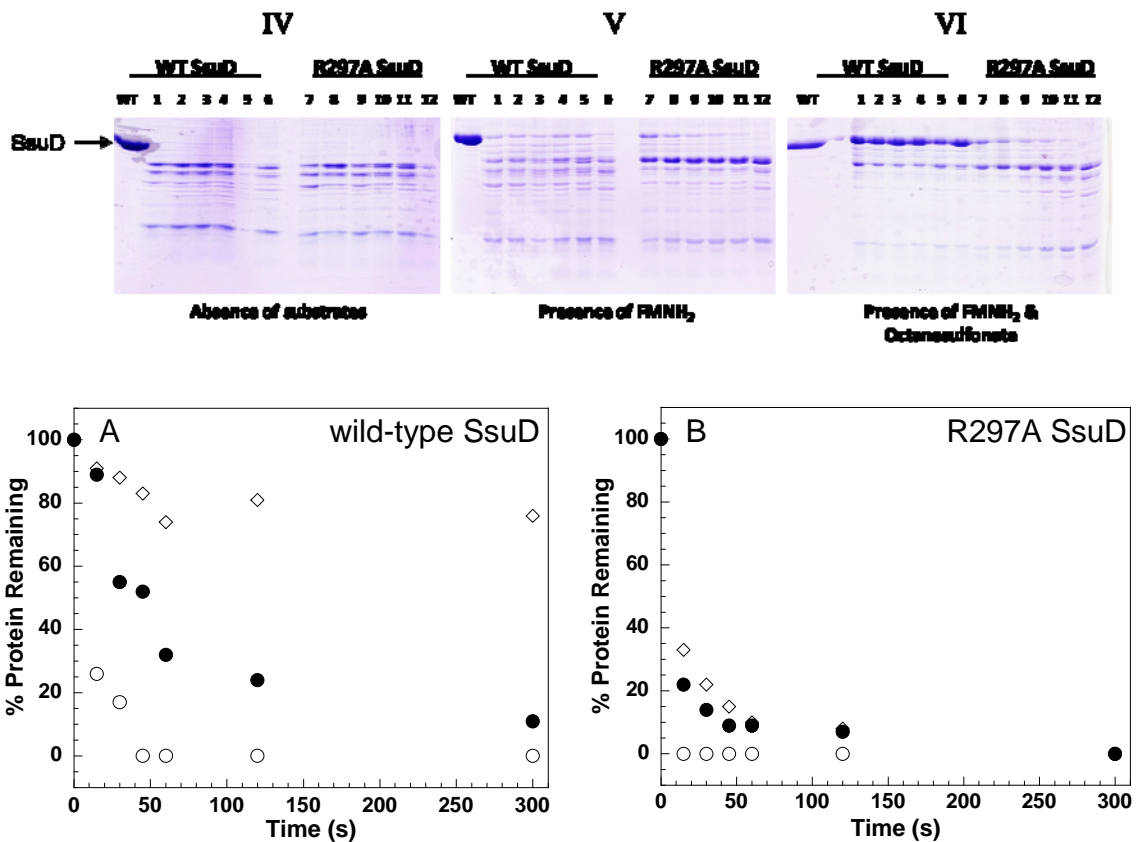 IV V VI
WT SsuD R297A SsuD WT SsuD R297A SsuD WT SsuD R297A SsuD
WT 1 2 3 4 5 6 7 8 9 10 11 12 WT 1 2 3 4 5 6 7 8 9 10 11 12 WT 1 2 3 4 5 6 7 8 9 10 11 12
SsuD
Absence of substrates Presence of FMNH2 Presence of FMNH2 &
Octanesulfonate
A wild-type SsuD
% Protein Remaining
100
80
60
40
20
0
0 50 100 150 200 250 300
Time (s)
B R297A SsuD
% Protein Remaining
100
80
60
40
20
0
0 50 100 150 200 250 300
Time (s)